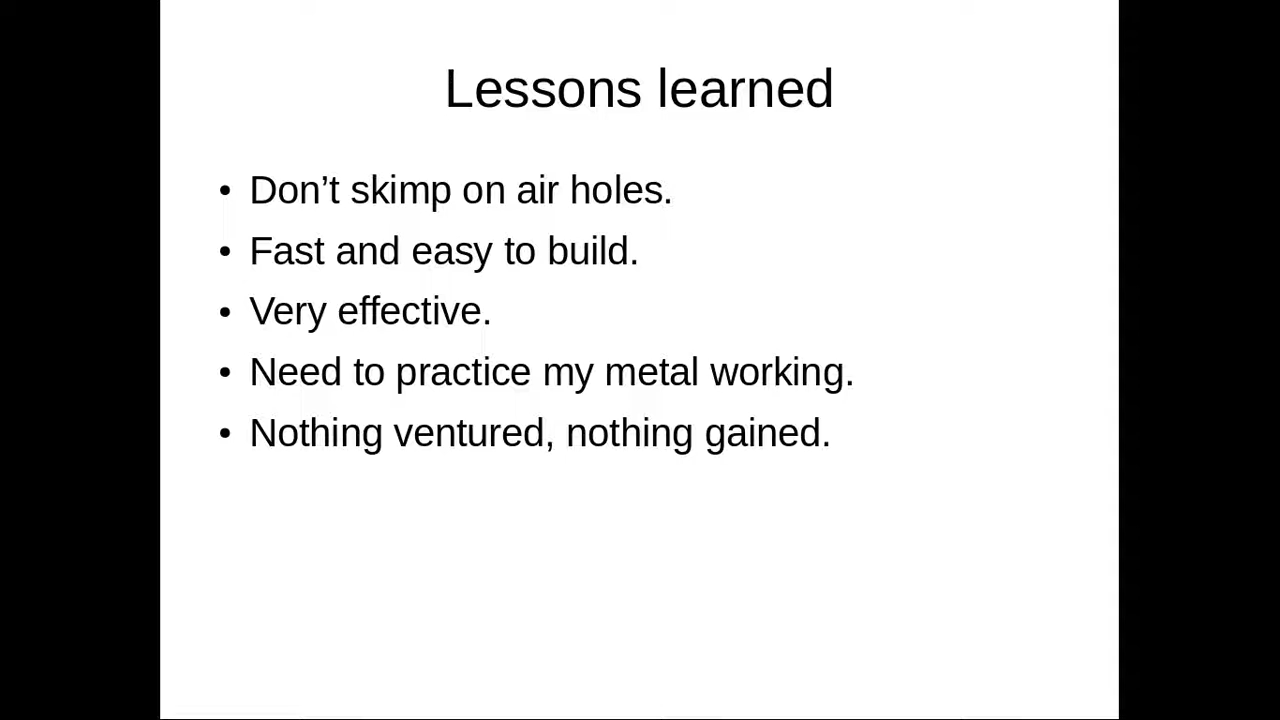 Lessons learned
• Don’t skimp on air holes.
• Fast and easy to build.
• Very effective.
• Need to practice my metal working.
• Nothing ventured, nothing gained.